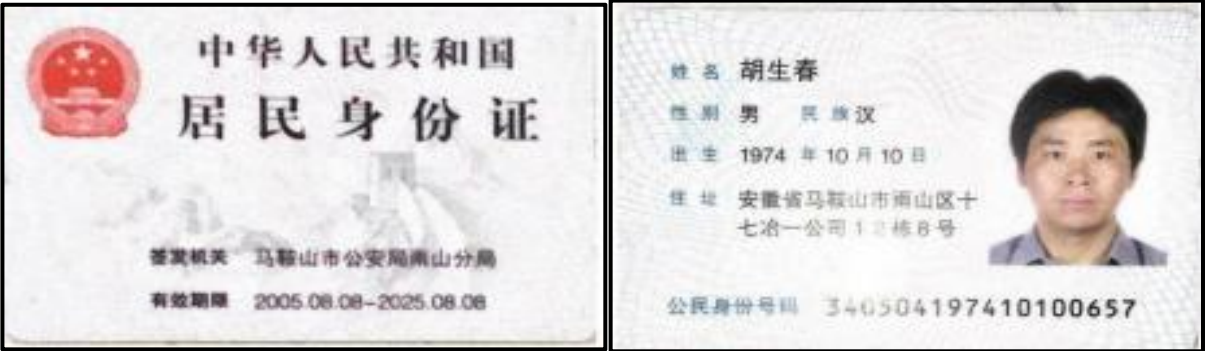 中华人民共和国
居民身份证
签发机关 马鞍山市公安局雨山分局
有效期限 2005.08.08-2025.08.08
姓名 胡生春
性别 男 民族 汉
出生 1974 年 10 月 10 日
住址 安徽省马鞍山市雨山区十
七冶一公司12栋8号
公民身份号码 340504197410100657